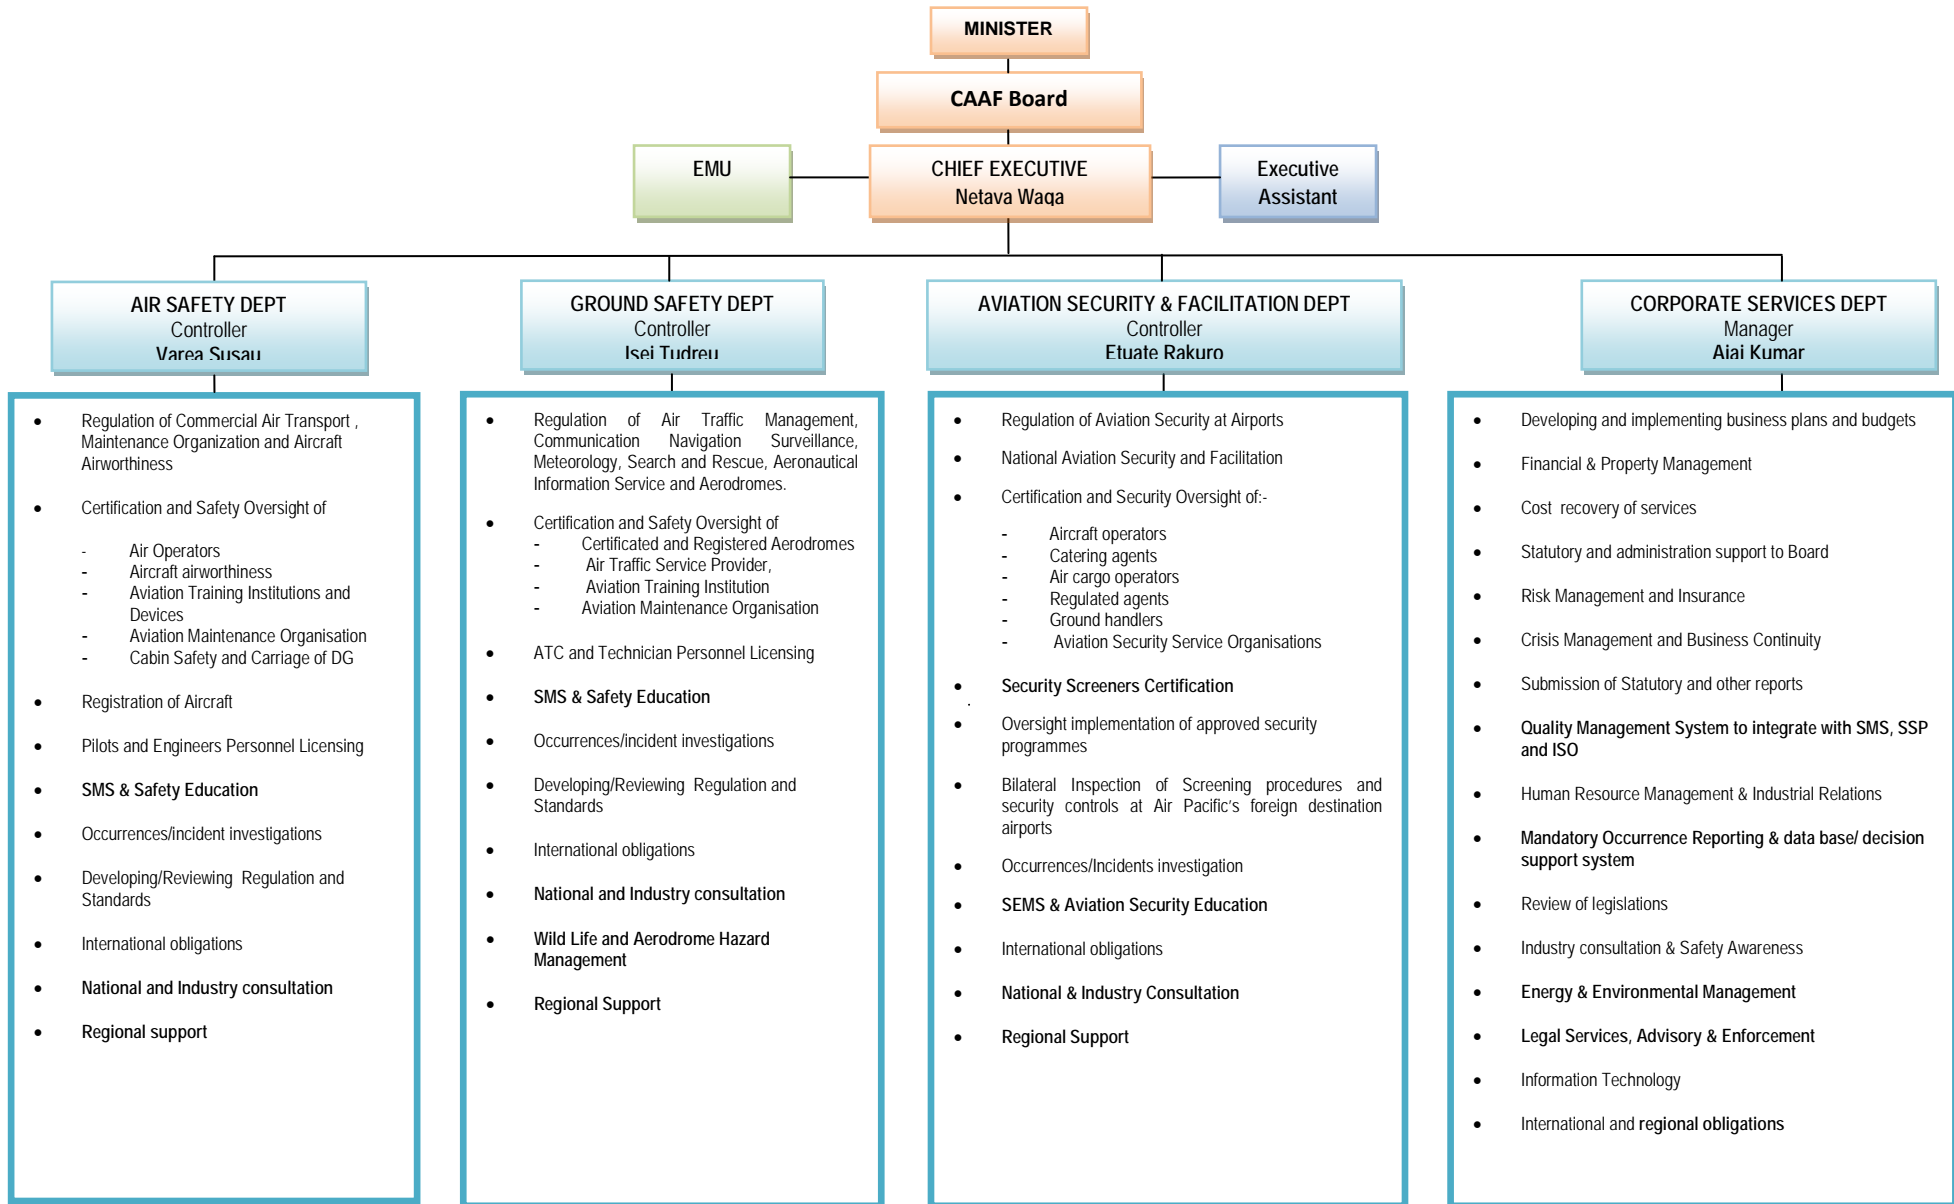 MINISTER
CAAF Board
EMU
CHIEF EXECUTIVE
Netava Waqa
Executive
Assistant
AIR SAFETY DEPT
Controller
Varea Susau
GROUND SAFETY DEPT
Controller
Isei Tudreu
AVIATION SECURITY & FACILITATION DEPT
Controller
Etuate Rakuro
CORPORATE SERVICES DEPT
Manager
Ajai Kumar
• Regulation of Commercial Air Transport ,
Maintenance Organization and Aircraft
Airworthiness
• Certification and Safety Oversight of
- Air Operators
- Aircraft airworthiness
- Aviation Training Institutions and
Devices
- Aviation Maintenance Organisation
- Cabin Safety and Carriage of DG
• Registration of Aircraft
• Pilots and Engineers Personnel Licensing
• SMS & Safety Education
• Occurrences/incident investigations
• Developing/Reviewing Regulation and
Standards
• International obligations
• National and Industry consultation
• Regional support
• Regulation of Air Traffic Management,
Communication Navigation Surveillance,
Meteorology, Search and Rescue, Aeronautical
Information Service and Aerodromes.
• Certification and Safety Oversight of
- Certificated and Registered Aerodromes
- Air Traffic Service Provider,
- Aviation Training Institution
- Aviation Maintenance Organisation
• ATC and Technician Personnel Licensing
• SMS & Safety Education
• Occurrences/incident investigations
• Developing/Reviewing Regulation and
Standards
• International obligations
• National and Industry consultation
• Wild Life and Aerodrome Hazard
Management
• Regional Support
• Regulation of Aviation Security at Airports
• National Aviation Security and Facilitation
• Certification and Security Oversight of:-
- Aircraft operators
- Catering agents
- Air cargo operators
- Regulated agents
- Ground handlers
- Aviation Security Service Organisations
• Security Screeners Certification
.
• Oversight implementation of approved security
programmes
• Bilateral Inspection of Screening procedures and
security controls at Air Pacific’s foreign destination
airports
• Occurrences/Incidents investigation
• SEMS & Aviation Security Education
• International obligations
• National & Industry Consultation
• Regional Support
• Developing and implementing business plans and budgets
• Financial & Property Management
• Cost recovery of services
• Statutory and administration support to Board
• Risk Management and Insurance
• Crisis Management and Business Continuity
• Submission of Statutory and other reports
• Quality Management System to integrate with SMS, SSP
and ISO
• Human Resource Management & Industrial Relations
• Mandatory Occurrence Reporting & data base/ decision
support system
• Review of legislations
• Industry consultation & Safety Awareness
• Energy & Environmental Management
• Legal Services, Advisory & Enforcement
• Information Technology
• International and regional obligations